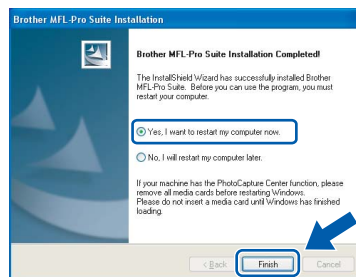 Brother MFL-Pro Suite Installation
Brother MFL-Pro Suite Installation Completed!
The InstallShield Wizard has successfully installed Brother
MFL-Pro Suite. Before you can use the program, you must
restart your computer.
Yes, I want to restart my computer now.
No, I will restart my computer later.
If your machine has the PhotoCapture Center function, please
remove all media cards before restarting Windows.
Please do not insert a media card until Windows has finished
loading.
< Back Finish Cancel